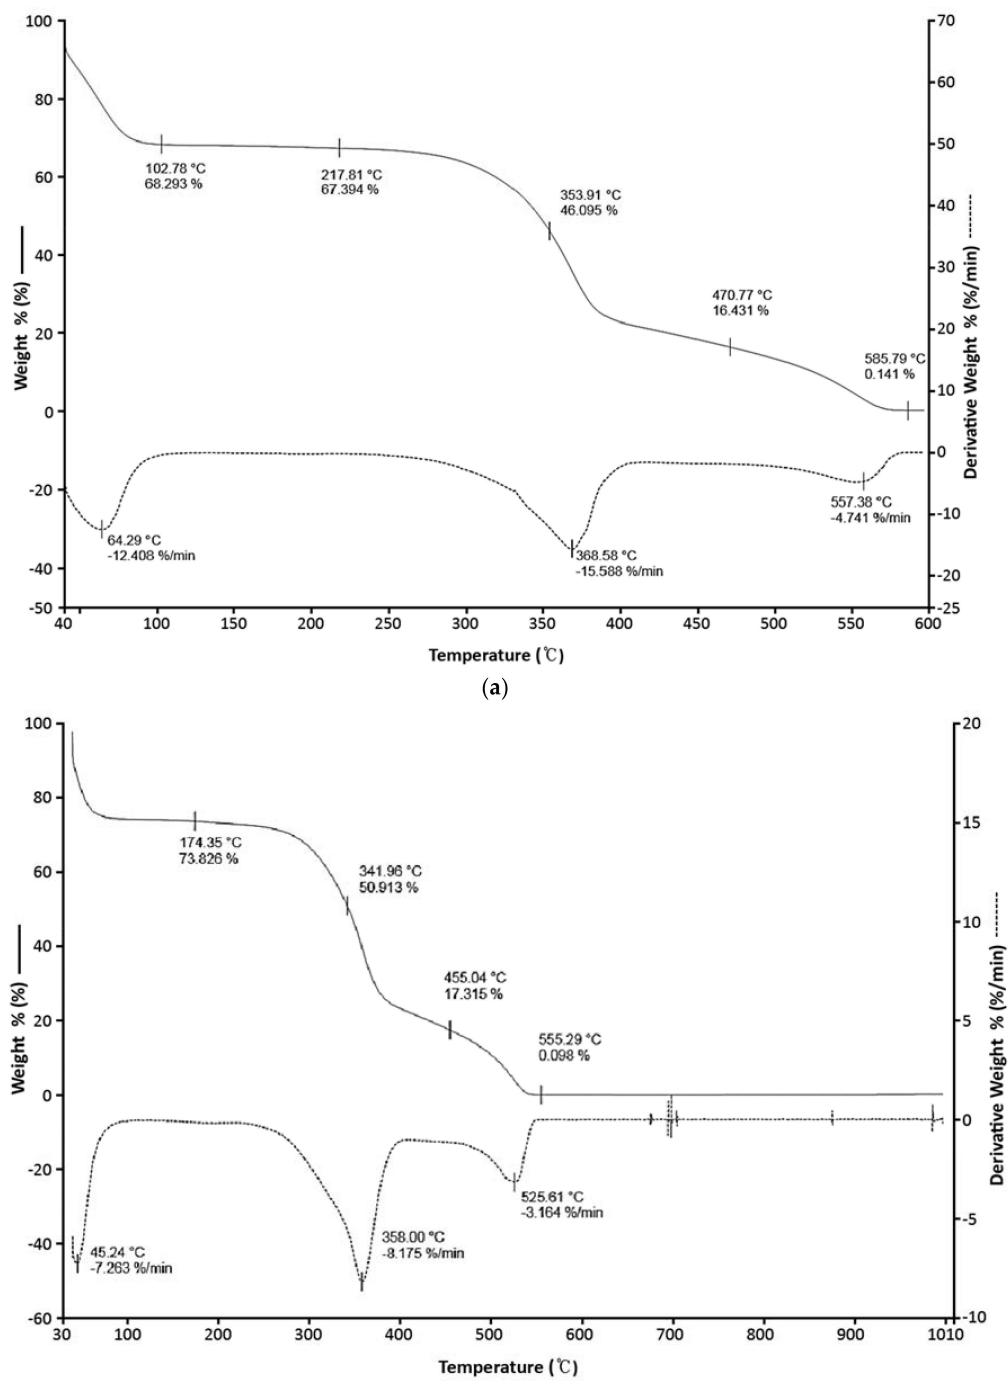 100
80
60
40
20
0
-20
-40
-50
Weight % (%)
70
60
50
40
30
20
10
0
-10
-20
-25
Derivative Weight % (%/min)
102.78 °C
68.293 %
217.81 °C
67.394 %
353.91 °C
46.095 %
470.77 °C
16.431 %
585.79 °C
0.141 %
64.29 °C
-12.408 %/min
368.58 °C
-15.588 %/min
557.38 °C
-4.741 %/min
40 100 150 200 250 300 350 400 450 500 550 600
Temperature (℃)
(a)
100
80
60
40
20
0
-20
-40
-60
Weight % (%)
20
15
10
5
0
-5
-10
Derivative Weight % (%/min)
174.35 °C
73.826 %
341.96 °C
50.913 %
455.04 °C
17.315 %
555.29 °C
0.098 %
45.24 °C
-7.263 %/min
358.00 °C
-8.175 %/min
525.61 °C
-3.164 %/min
30 100 200 300 400 500 600 700 800 900 1010
Temperature (℃)